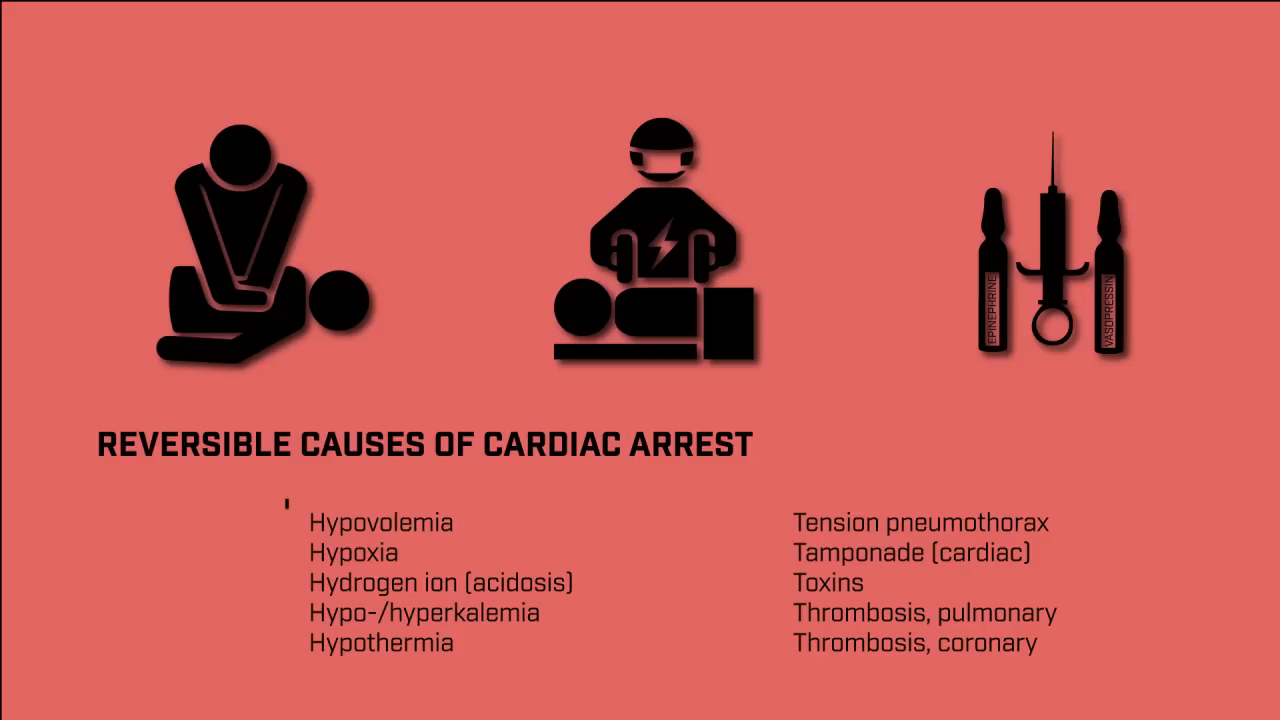 EPINEPHRINE
VASOPRESSIN
REVERSIBLE CAUSES OF CARDIAC ARREST
Hypovolemia
Hypoxia
Hydrogen ion (acidosis)
Hypo-/hyperkalemia
Hypothermia
Tension pneumothorax
Tamponade (cardiac)
Toxins
Thrombosis, pulmonary
Thrombosis, coronary